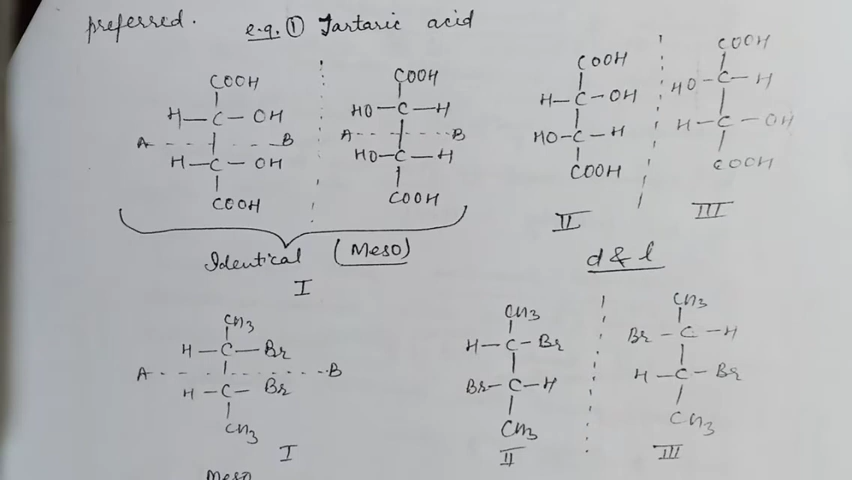 preferred. e.g. ① Tartaric acid
COOH
H—C—OH
A - - - - - B
H—C—OH
COOH
COOH
HO—C—H
A - - - - - B
HO—C—H
COOH
Identical (Meso)
I
COOH
H—C—OH
HO—C—H
COOH
II
COOH
HO—C—H
H—C—OH
COOH
III
d & l
CH3
H—C—Br
A - - - - - B
H—C—Br
CH3
I
Meso
CH3
H—C—Br
Br—C—H
CH3
II
CH3
Br—C—H
H—C—Br
CH3
III